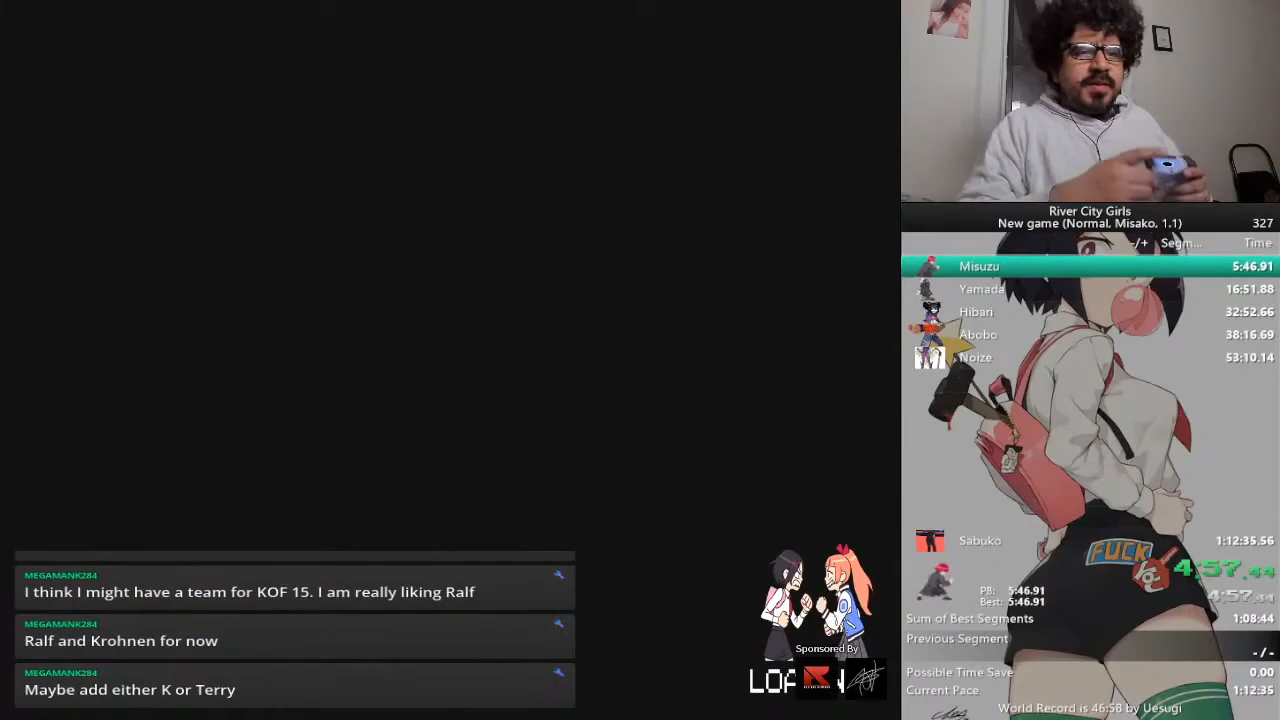 River City Girls
New game (Normal, Misako, 1.1) 327
-/+ Segm... Time
Misuzu 5:46.91
Yamada 16:51.88
Hibari 32:52.66
Abobo 38:16.69
Noize 53:10.14
Sabuko 1:12:35.56
FUCK
4:57.44
PB: 5:46.91
4:57.44
Best: 5:46.91
Sum of Best Segments 1:08:44
Previous Segment -/-
Possible Time Save 0.00
Current Pace 1:12:35
World Record is 46:58 by Uesugi
MEGAMANK284
I think I might have a team for KOF 15. I am really liking Ralf
MEGAMANK284
Ralf and Krohnen for now
MEGAMANK284
Maybe add either K or Terry
Sponsored By